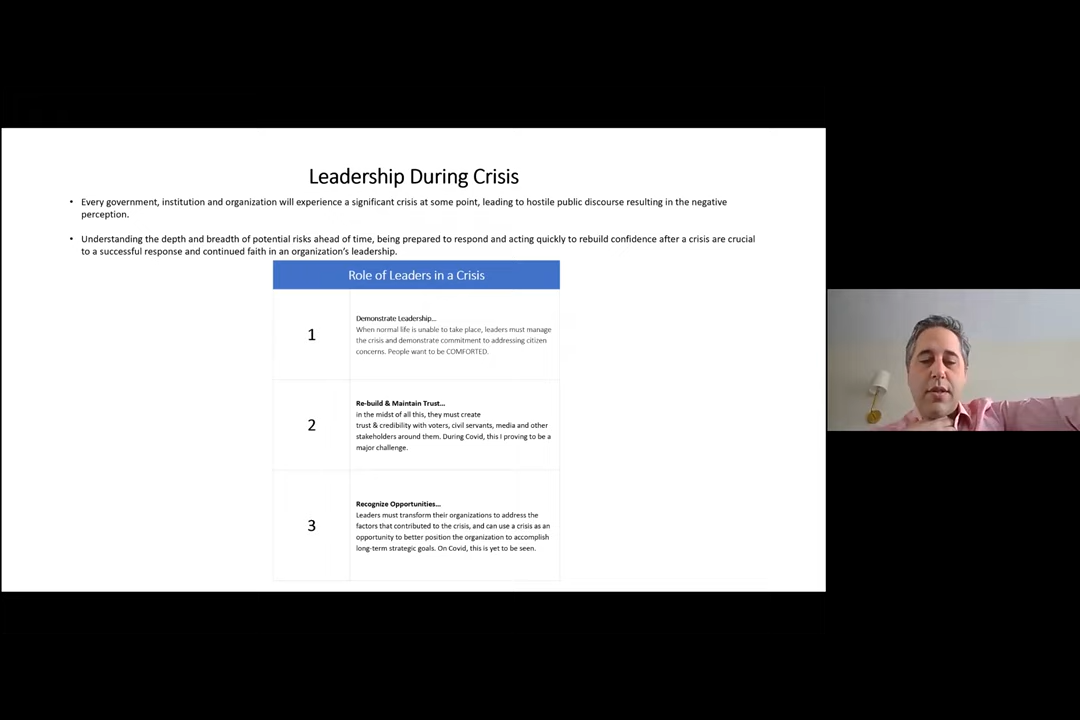 Leadership During Crisis
• Every government, institution and organization will experience a significant crisis at some point, leading to hostile public discourse resulting in the negative
perception.
• Understanding the depth and breadth of potential risks ahead of time, being prepared to respond and acting quickly to rebuild confidence after a crisis are crucial
to a successful response and continued faith in an organization's leadership.
Role of Leaders in a Crisis
1
Demonstrate Leadership...
When normal life is unable to take place, leaders must manage
the crisis and demonstrate commitment to addressing citizen
concerns. People want to be COMFORTED.
2
Re-build & Maintain Trust...
in the midst of all this, they must create
trust & credibility with voters, civil servants, media and other
stakeholders around them. During Covid, this I proving to be a
major challenge.
3
Recognize Opportunities...
Leaders must transform their organizations to address the
factors that contributed to the crisis, and can use a crisis as an
opportunity to better position the organization to accomplish
long-term strategic goals. On Covid, this is yet to be seen.